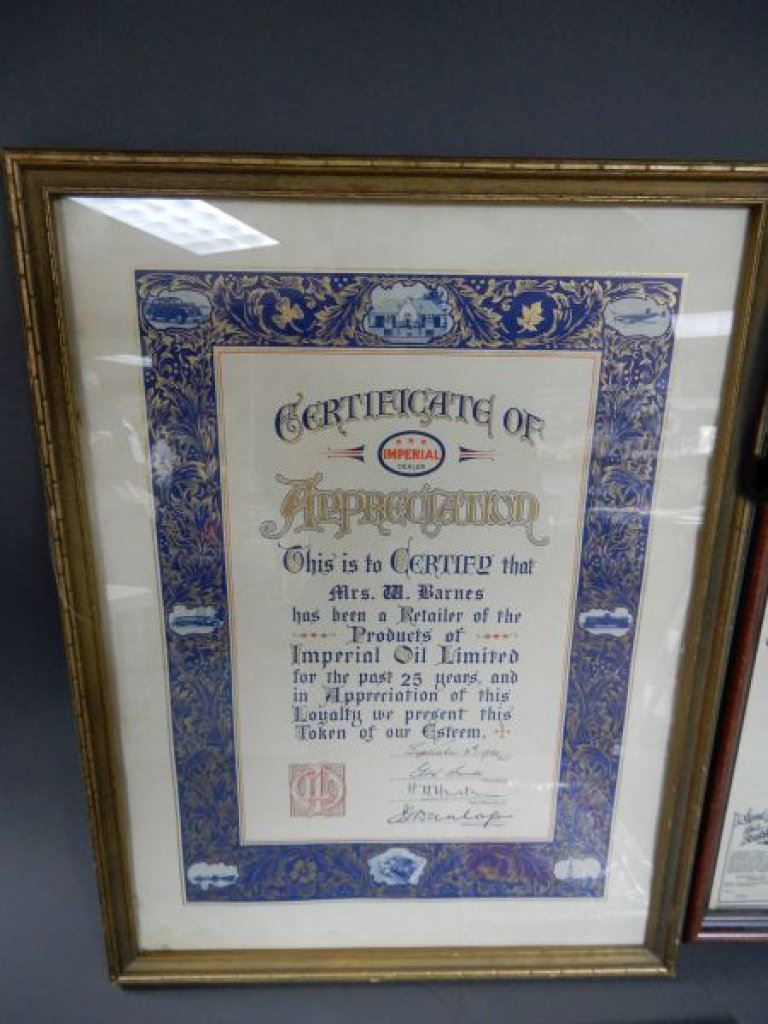 CERTIFICATE OF
IMPERIAL
DEALER
APPRECIATION
This is to CERTIFY that
Mrs. W. Barnes
has been a Retailer of the
Products of
Imperial Oil Limited
for the past 25 years, and
in Appreciation of this
Loyalty we present this
Token of our Esteem.
September